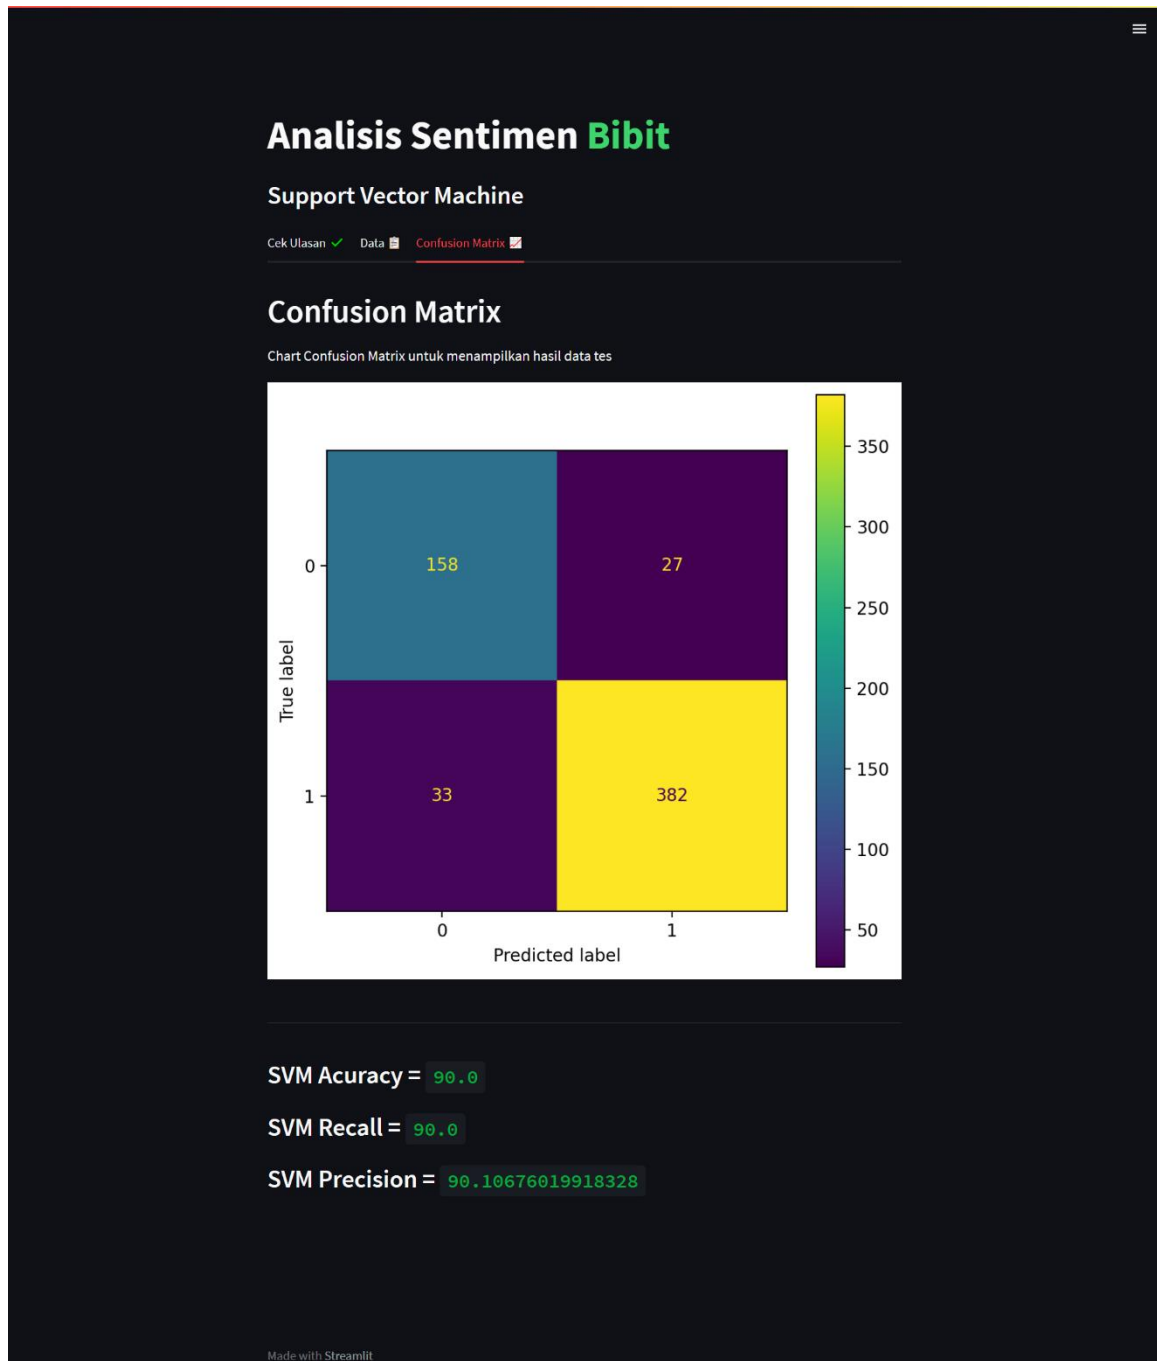 Analisis Sentimen Bibit
Support Vector Machine
Cek Ulasan Data Confusion Matrix
Confusion Matrix
Chart Confusion Matrix untuk menampilkan hasil data tes
350
300
250
200
150
100
50
True label
0
158 27
1
33 382
0 1
Predicted label
SVM Acuracy = 90.0
SVM Recall = 90.0
SVM Precision = 90.10676019918328
Made with Streamlit